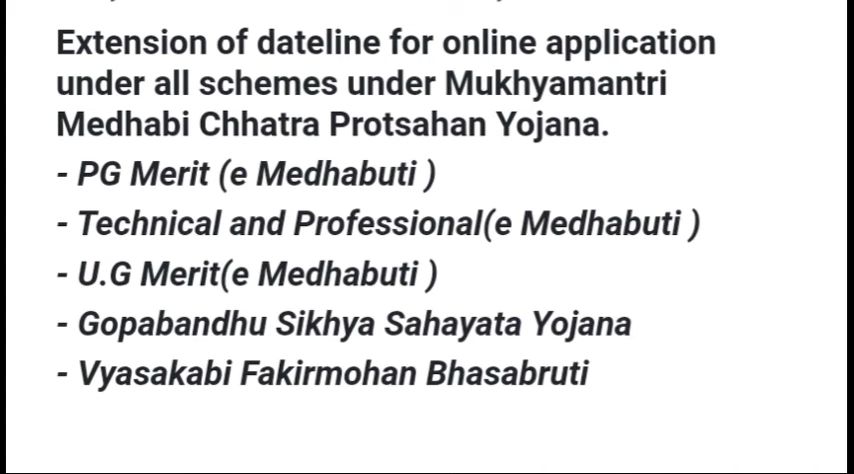 Extension of dateline for online application
under all schemes under Mukhyamantri
Medhabi Chhatra Protsahan Yojana.
- PG Merit (e Medhabuti )
- Technical and Professional(e Medhabuti )
- U.G Merit(e Medhabuti )
- Gopabandhu Sikhya Sahayata Yojana
- Vyasakabi Fakirmohan Bhasabruti